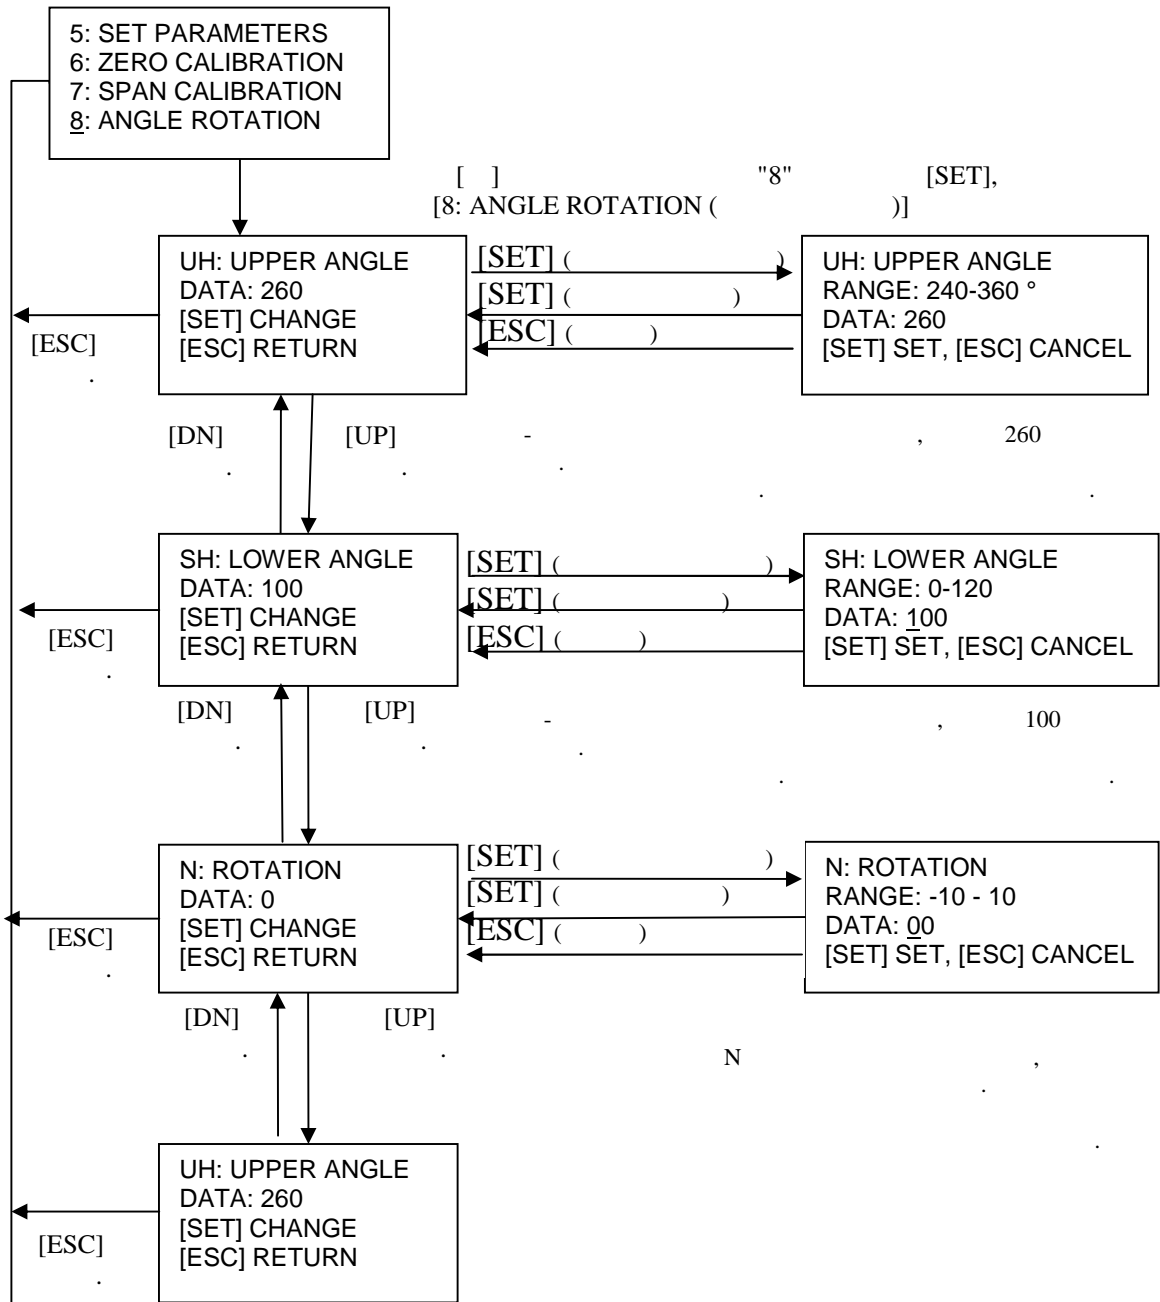 5: SET PARAMETERS
6: ZERO CALIBRATION
7: SPAN CALIBRATION
8: ANGLE ROTATION
[ ] "8" [SET],
[8: ANGLE ROTATION ( )]
UH: UPPER ANGLE
DATA: 260
[SET] CHANGE
[ESC] RETURN
[SET] ( )
[SET] ( )
[ESC] ( )
UH: UPPER ANGLE
RANGE: 240-360 °
DATA: 260
[SET] SET, [ESC] CANCEL
[ESC]
.
[DN] [UP] - , 260
. . .
. .
SH: LOWER ANGLE
DATA: 100
[SET] CHANGE
[ESC] RETURN
[SET] ( )
[SET] ( )
[ESC] ( )
SH: LOWER ANGLE
RANGE: 0-120
DATA: 100
[SET] SET, [ESC] CANCEL
[ESC]
.
[DN] [UP] - , 100
. . .
. .
N: ROTATION
DATA: 0
[SET] CHANGE
[ESC] RETURN
[SET] ( )
[SET] ( )
[ESC] ( )
N: ROTATION
RANGE: -10 - 10
DATA: 00
[SET] SET, [ESC] CANCEL
[ESC]
.
[DN] [UP]
. . N ,
.
.
UH: UPPER ANGLE
DATA: 260
[SET] CHANGE
[ESC] RETURN
[ESC]
.